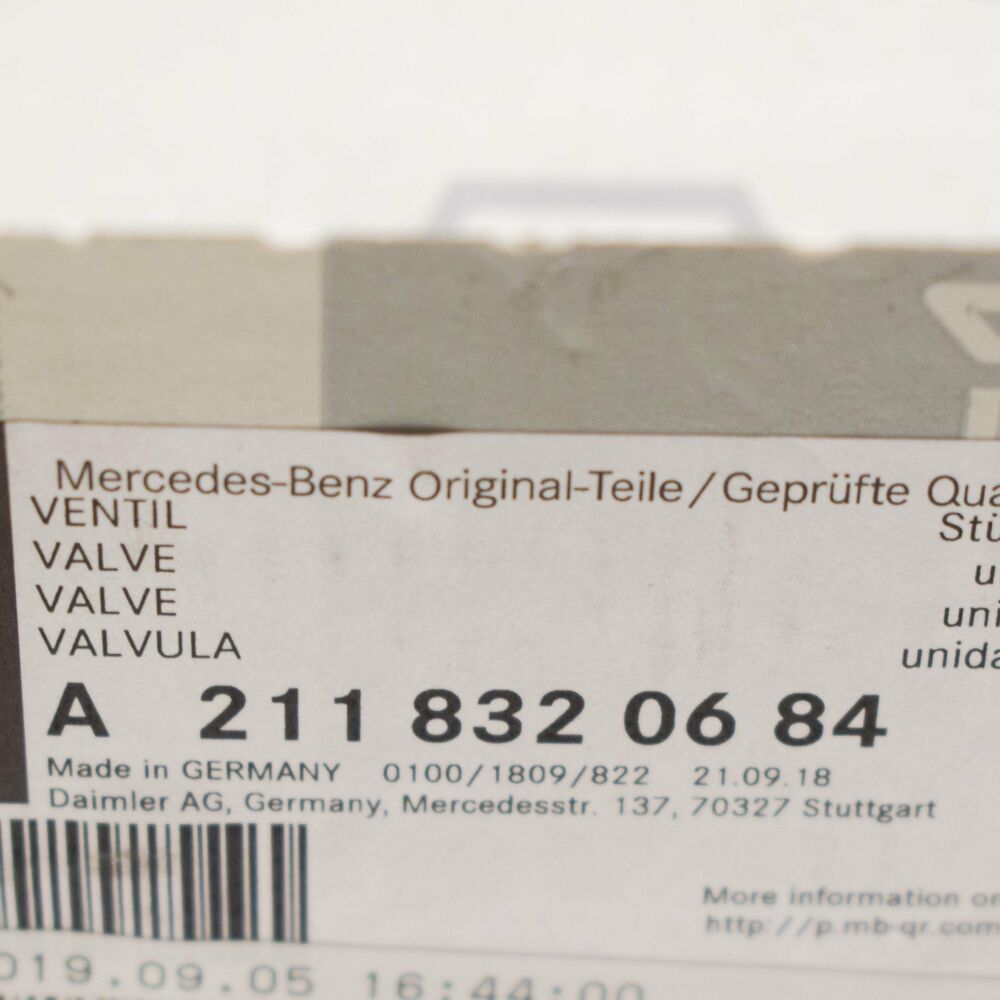 Mercedes-Benz Original-Teile/Geprüfte Qua
VENTIL
Stü
VALVE
u
VALVE
uni
VALVULA
unida
A 211 832 06 84
Made in GERMANY 0100/1809/822 21.09.18
Daimler AG, Germany, Mercedesstr. 137, 70327 Stuttgart
More information on
http://p.mb-qr.com
019.09.05 16:44:00